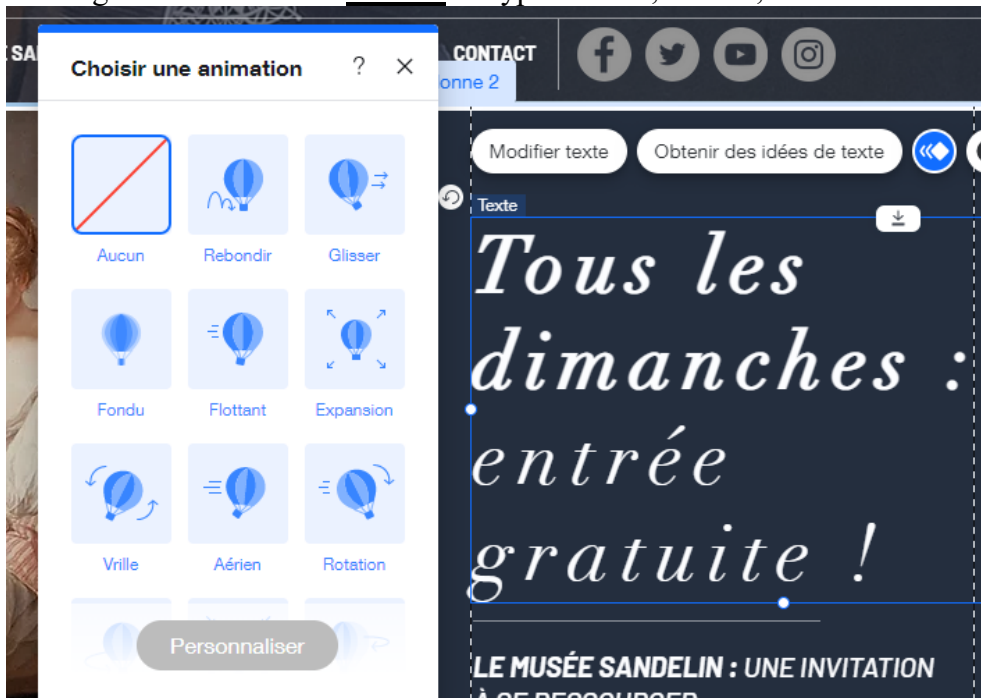 SA
CONTACT
Choisir une animation ? ×
onne 2
Modifier texte
Obtenir des idées de texte
Texte
Aucun
Rebondir
Glisser
Fondu
Flottant
Expansion
Vrille
Aérien
Rotation
Personnaliser
Tous les
dimanches :
entrée
gratuite !
LE MUSÉE SANDELIN : UNE INVITATION